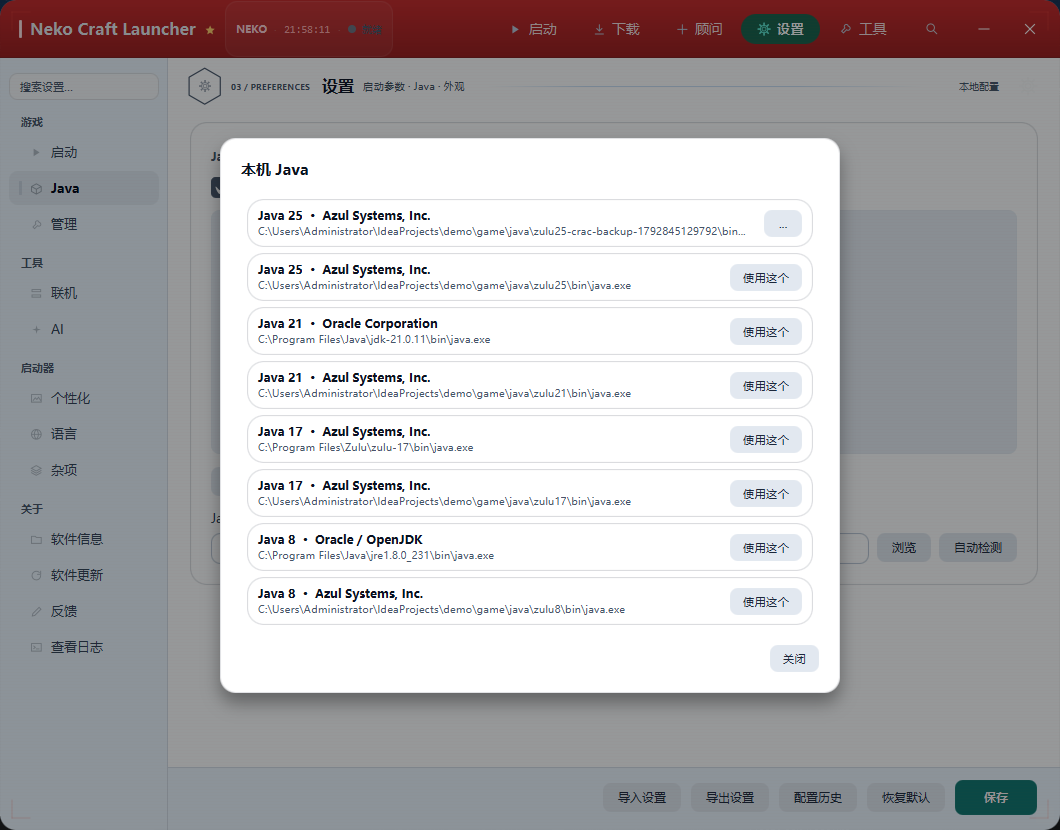 Neko Craft Launcher
NEKO
21:58:11
启动
下载
顾问
设置
工具
搜索设置...
游戏
启动
Java
管理
工具
联机
AI
启动器
个性化
语言
杂项
关于
软件信息
软件更新
反馈
查看日志
03 / PREFERENCES
设置
启动参数 · Java · 外观
本地配置
本机 Java
Java 25 • Azul Systems, Inc.
C:\Users\Administrator\IdeaProjects\demo\game\java\zulu25-crac-backup-1792845129792\bin...
...
Java 25 • Azul Systems, Inc.
C:\Users\Administrator\IdeaProjects\demo\game\java\zulu25\bin\java.exe
使用这个
Java 21 • Oracle Corporation
C:\Program Files\Java\jdk-21.0.11\bin\java.exe
使用这个
Java 21 • Azul Systems, Inc.
C:\Users\Administrator\IdeaProjects\demo\game\java\zulu21\bin\java.exe
使用这个
Java 17 • Azul Systems, Inc.
C:\Program Files\Zulu\zulu-17\bin\java.exe
使用这个
Java 17 • Azul Systems, Inc.
C:\Users\Administrator\IdeaProjects\demo\game\java\zulu17\bin\java.exe
使用这个
Java 8 • Oracle / OpenJDK
C:\Program Files\Java\jre1.8.0_231\bin\java.exe
使用这个
Java 8 • Azul Systems, Inc.
C:\Users\Administrator\IdeaProjects\demo\game\java\zulu8\bin\java.exe
使用这个
关闭
浏览
自动检测
导入设置
导出设置
配置历史
恢复默认
保存